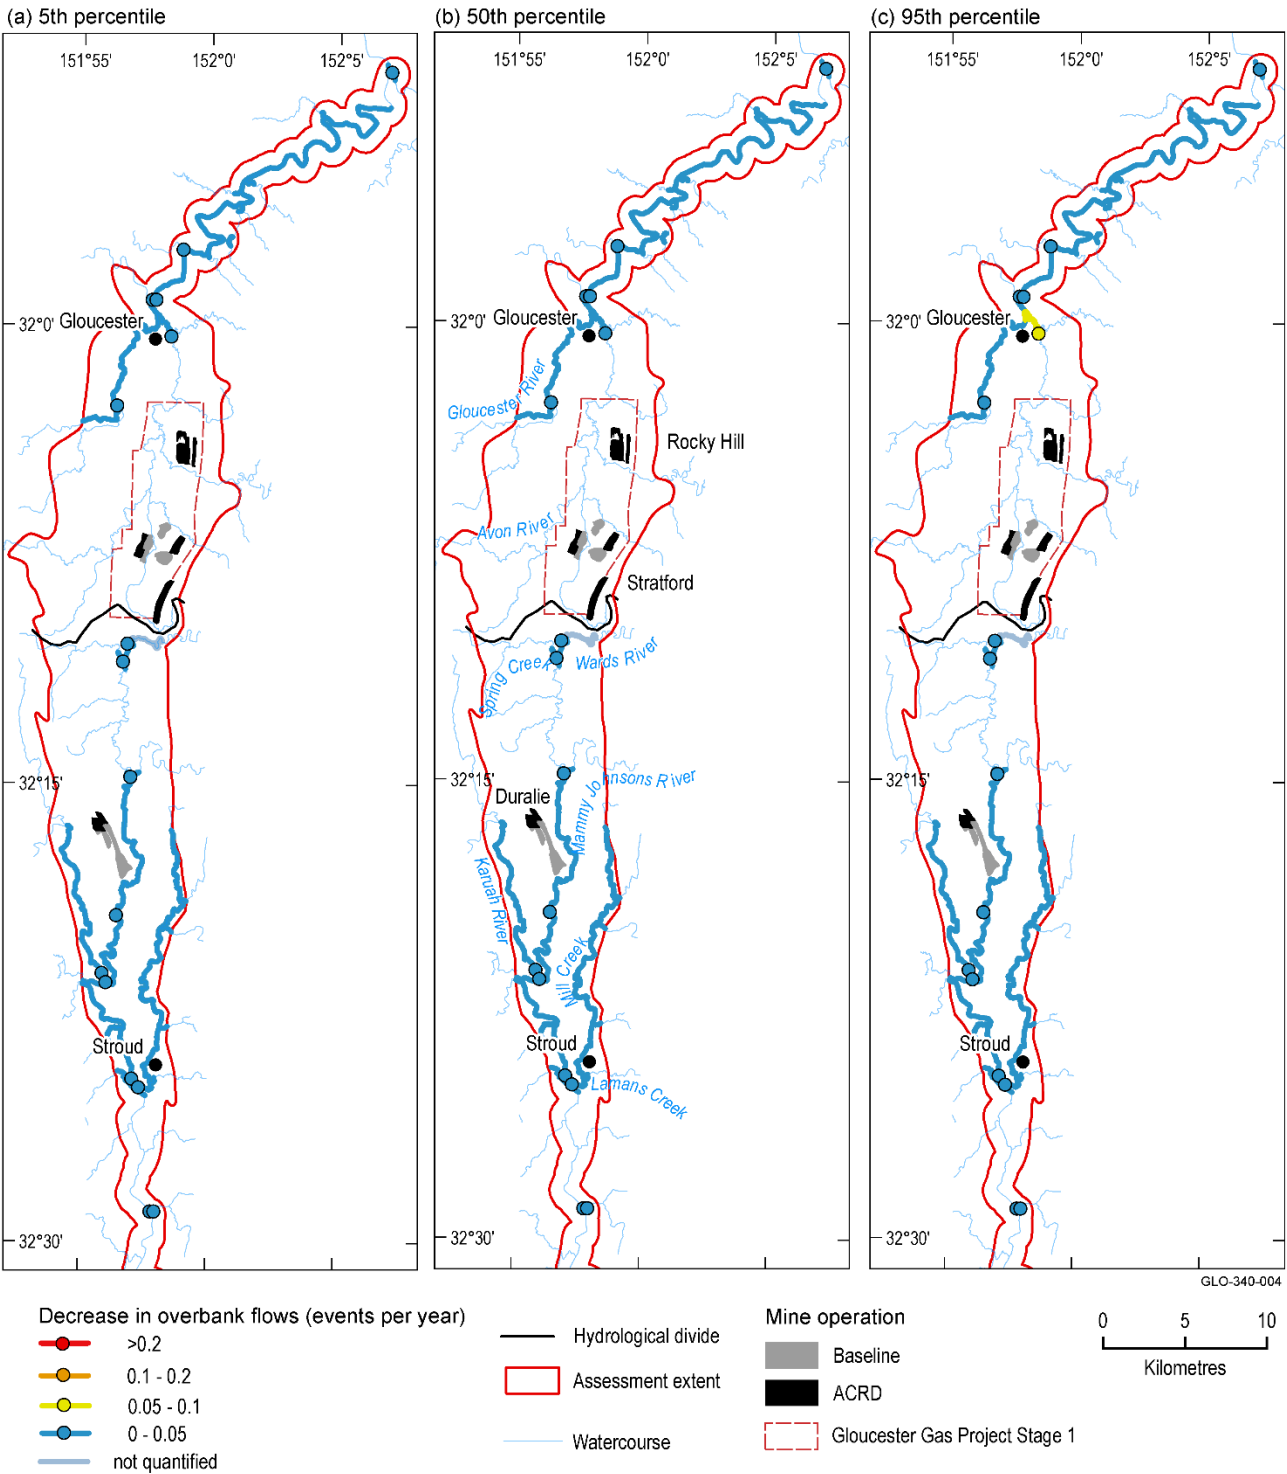 (a) 5th percentile
(b) 50th percentile
(c) 95th percentile
151°55'
152°0'
152°5'
151°55'
152°0'
152°5'
151°55'
152°0'
152°5'
32°0'
Gloucester
32°0'
Gloucester
32°0'
Gloucester
Gloucester River
Rocky Hill
Avon River
Stratford
Spring Creek
Wards River
32°15'
32°15'
32°15'
Mammy Johnsons River
Duralie
Karuah River
Mill Creek
Stroud
Stroud
Stroud
Lamans Creek
32°30'
32°30'
32°30'
GLO-340-004
Decrease in overbank flows (events per year)
>0.2
0.1 - 0.2
0.05 - 0.1
0 - 0.05
not quantified
Hydrological divide
Assessment extent
Watercourse
Mine operation
Baseline
ACRD
Gloucester Gas Project Stage 1
0 5 10
Kilometres